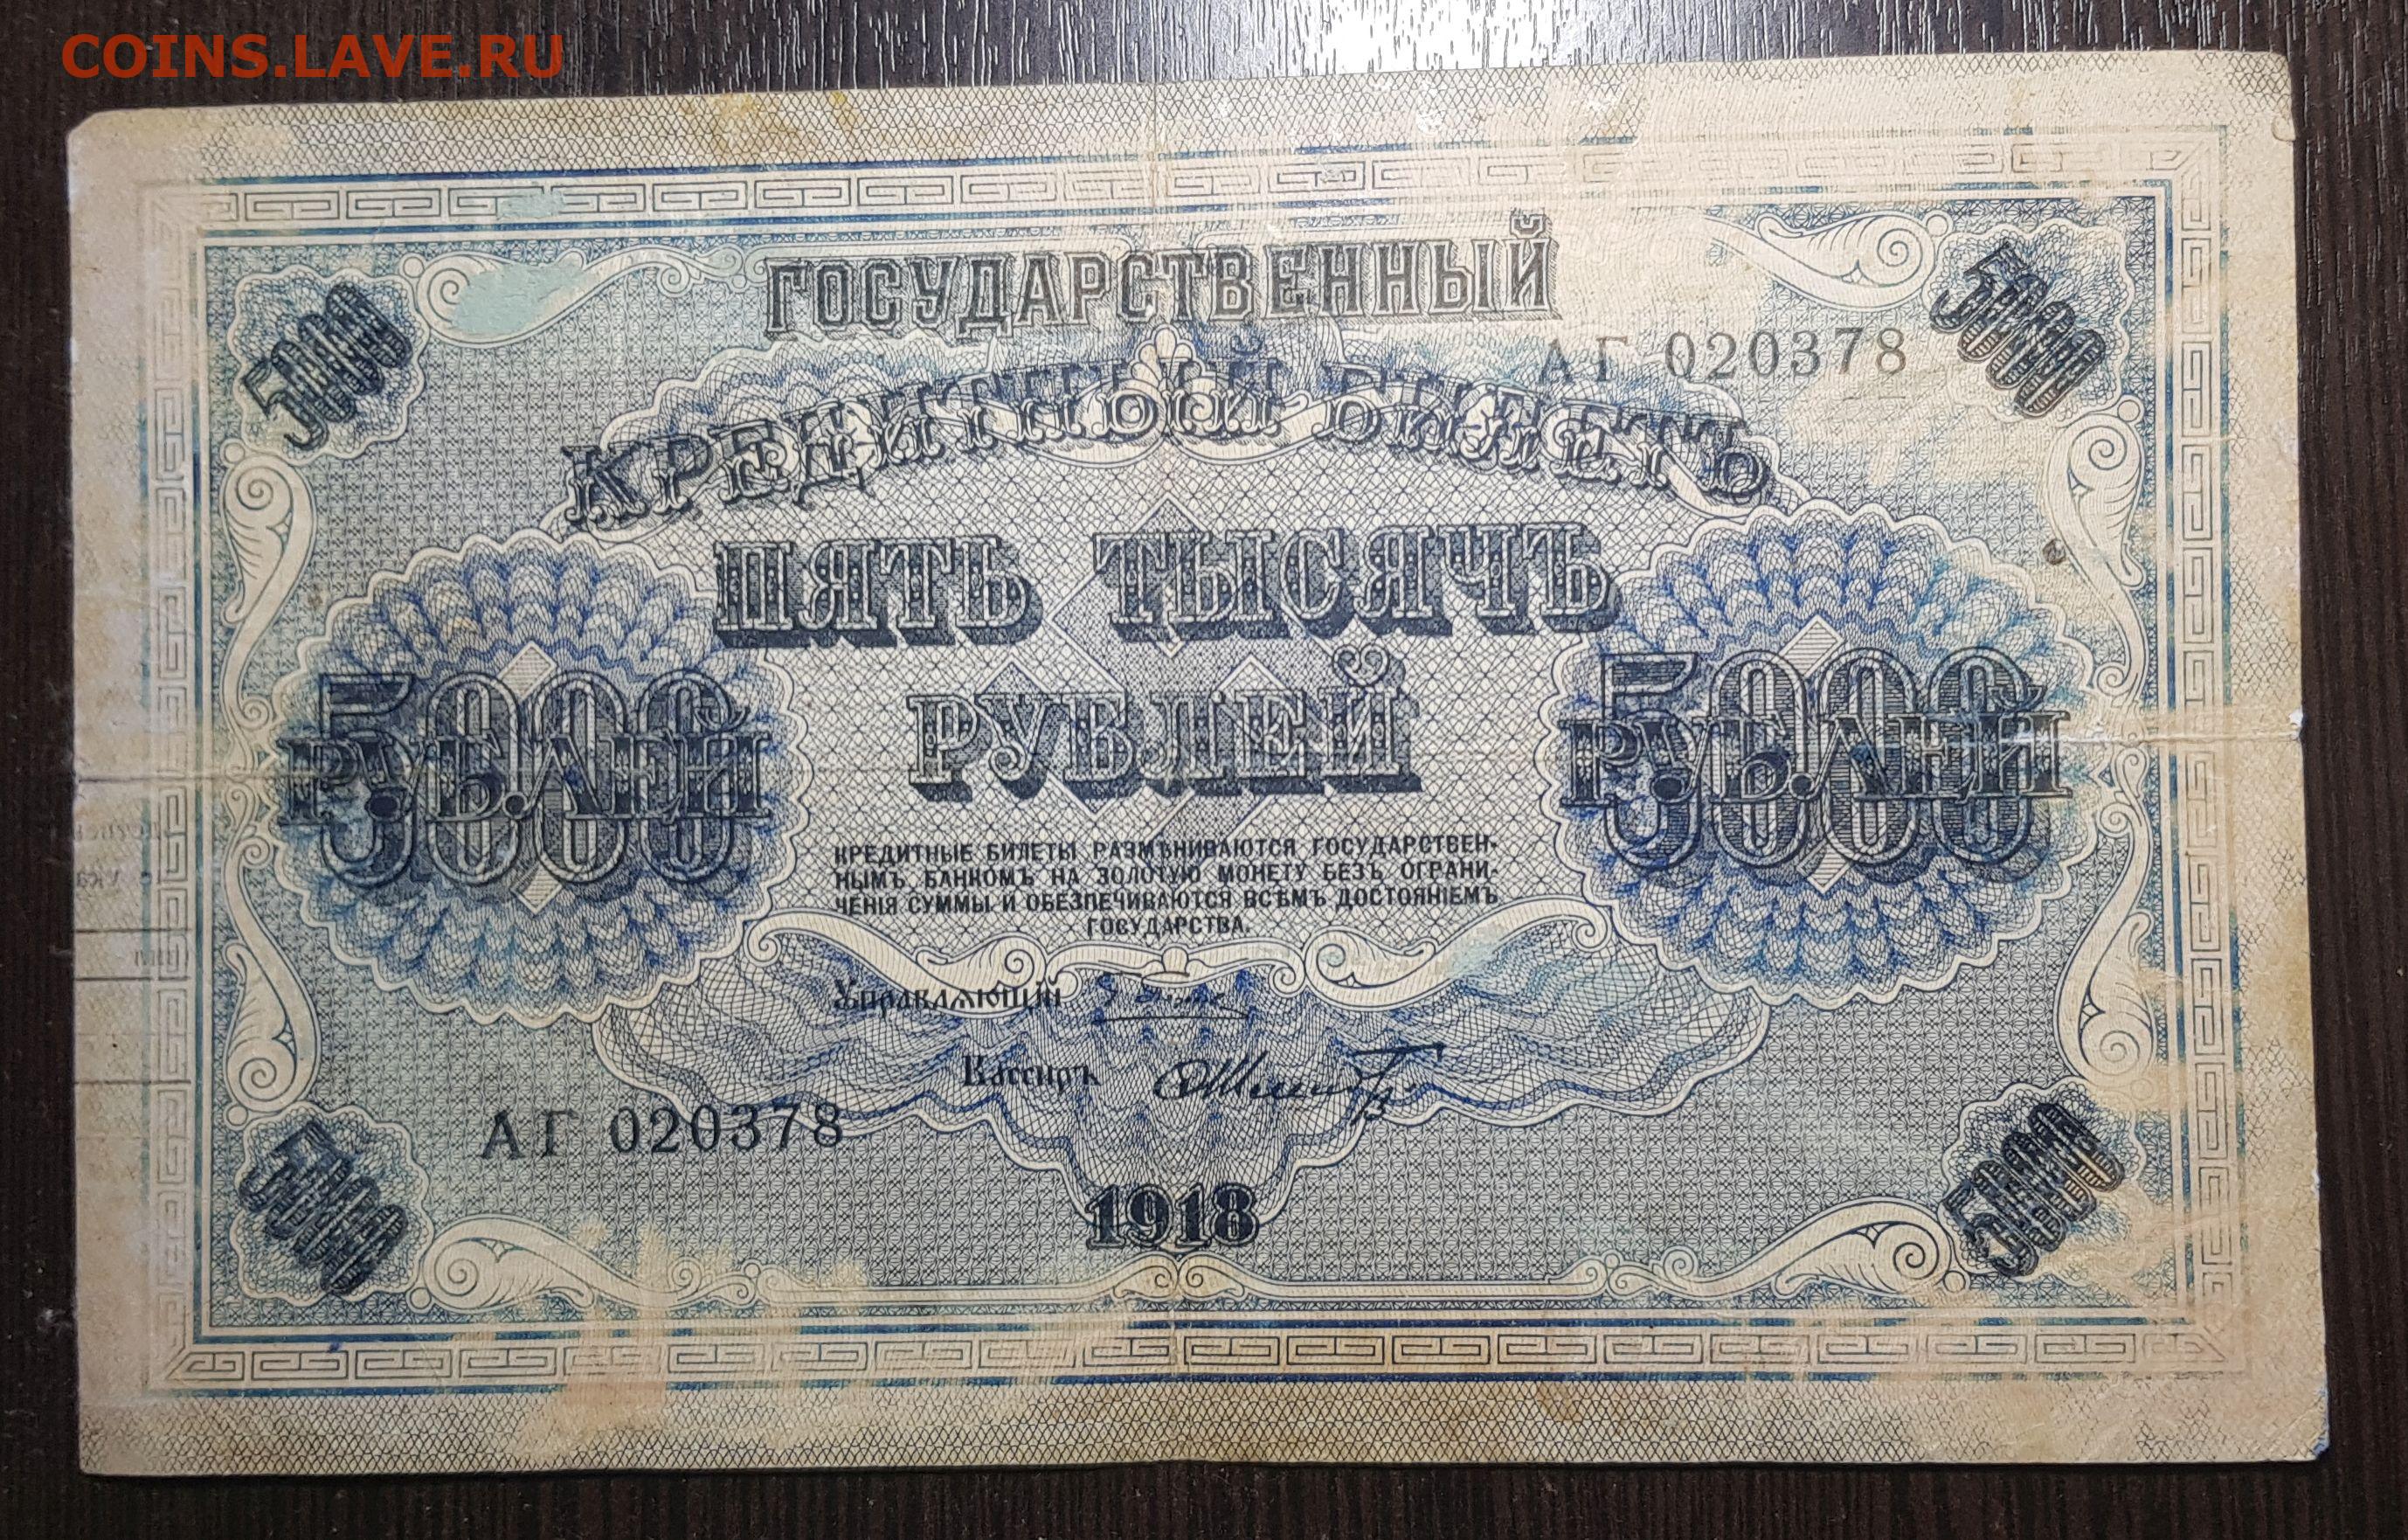 COINS.LAVE.RU
ГОСУДАРСТВЕННЫЙ
5000
5000
АГ 020378
КРЕДИТНЫЙ БИЛЕТЪ
ПЯТЬ ТЫСЯЧЪ
РУБЛЕЙ
5000
РУБЛЕЙ
5000
РУБЛЕЙ
КРЕДИТНЫЕ БИЛЕТЫ РАЗМѢНИВАЮТСЯ ГОСУДАРСТВЕН-
НЫМЪ БАНКОМЪ НА ЗОЛОТУЮ МОНЕТУ БЕЗЪ ОГРАНИ-
ЧЕНІЯ СУММЫ И ОБЕЗПЕЧИВАЮТСЯ ВСѢМЪ ДОСТОЯНІЕМЪ
ГОСУДАРСТВА.
Управляющій
Кассиръ
АГ 020378
5000
1918
5000